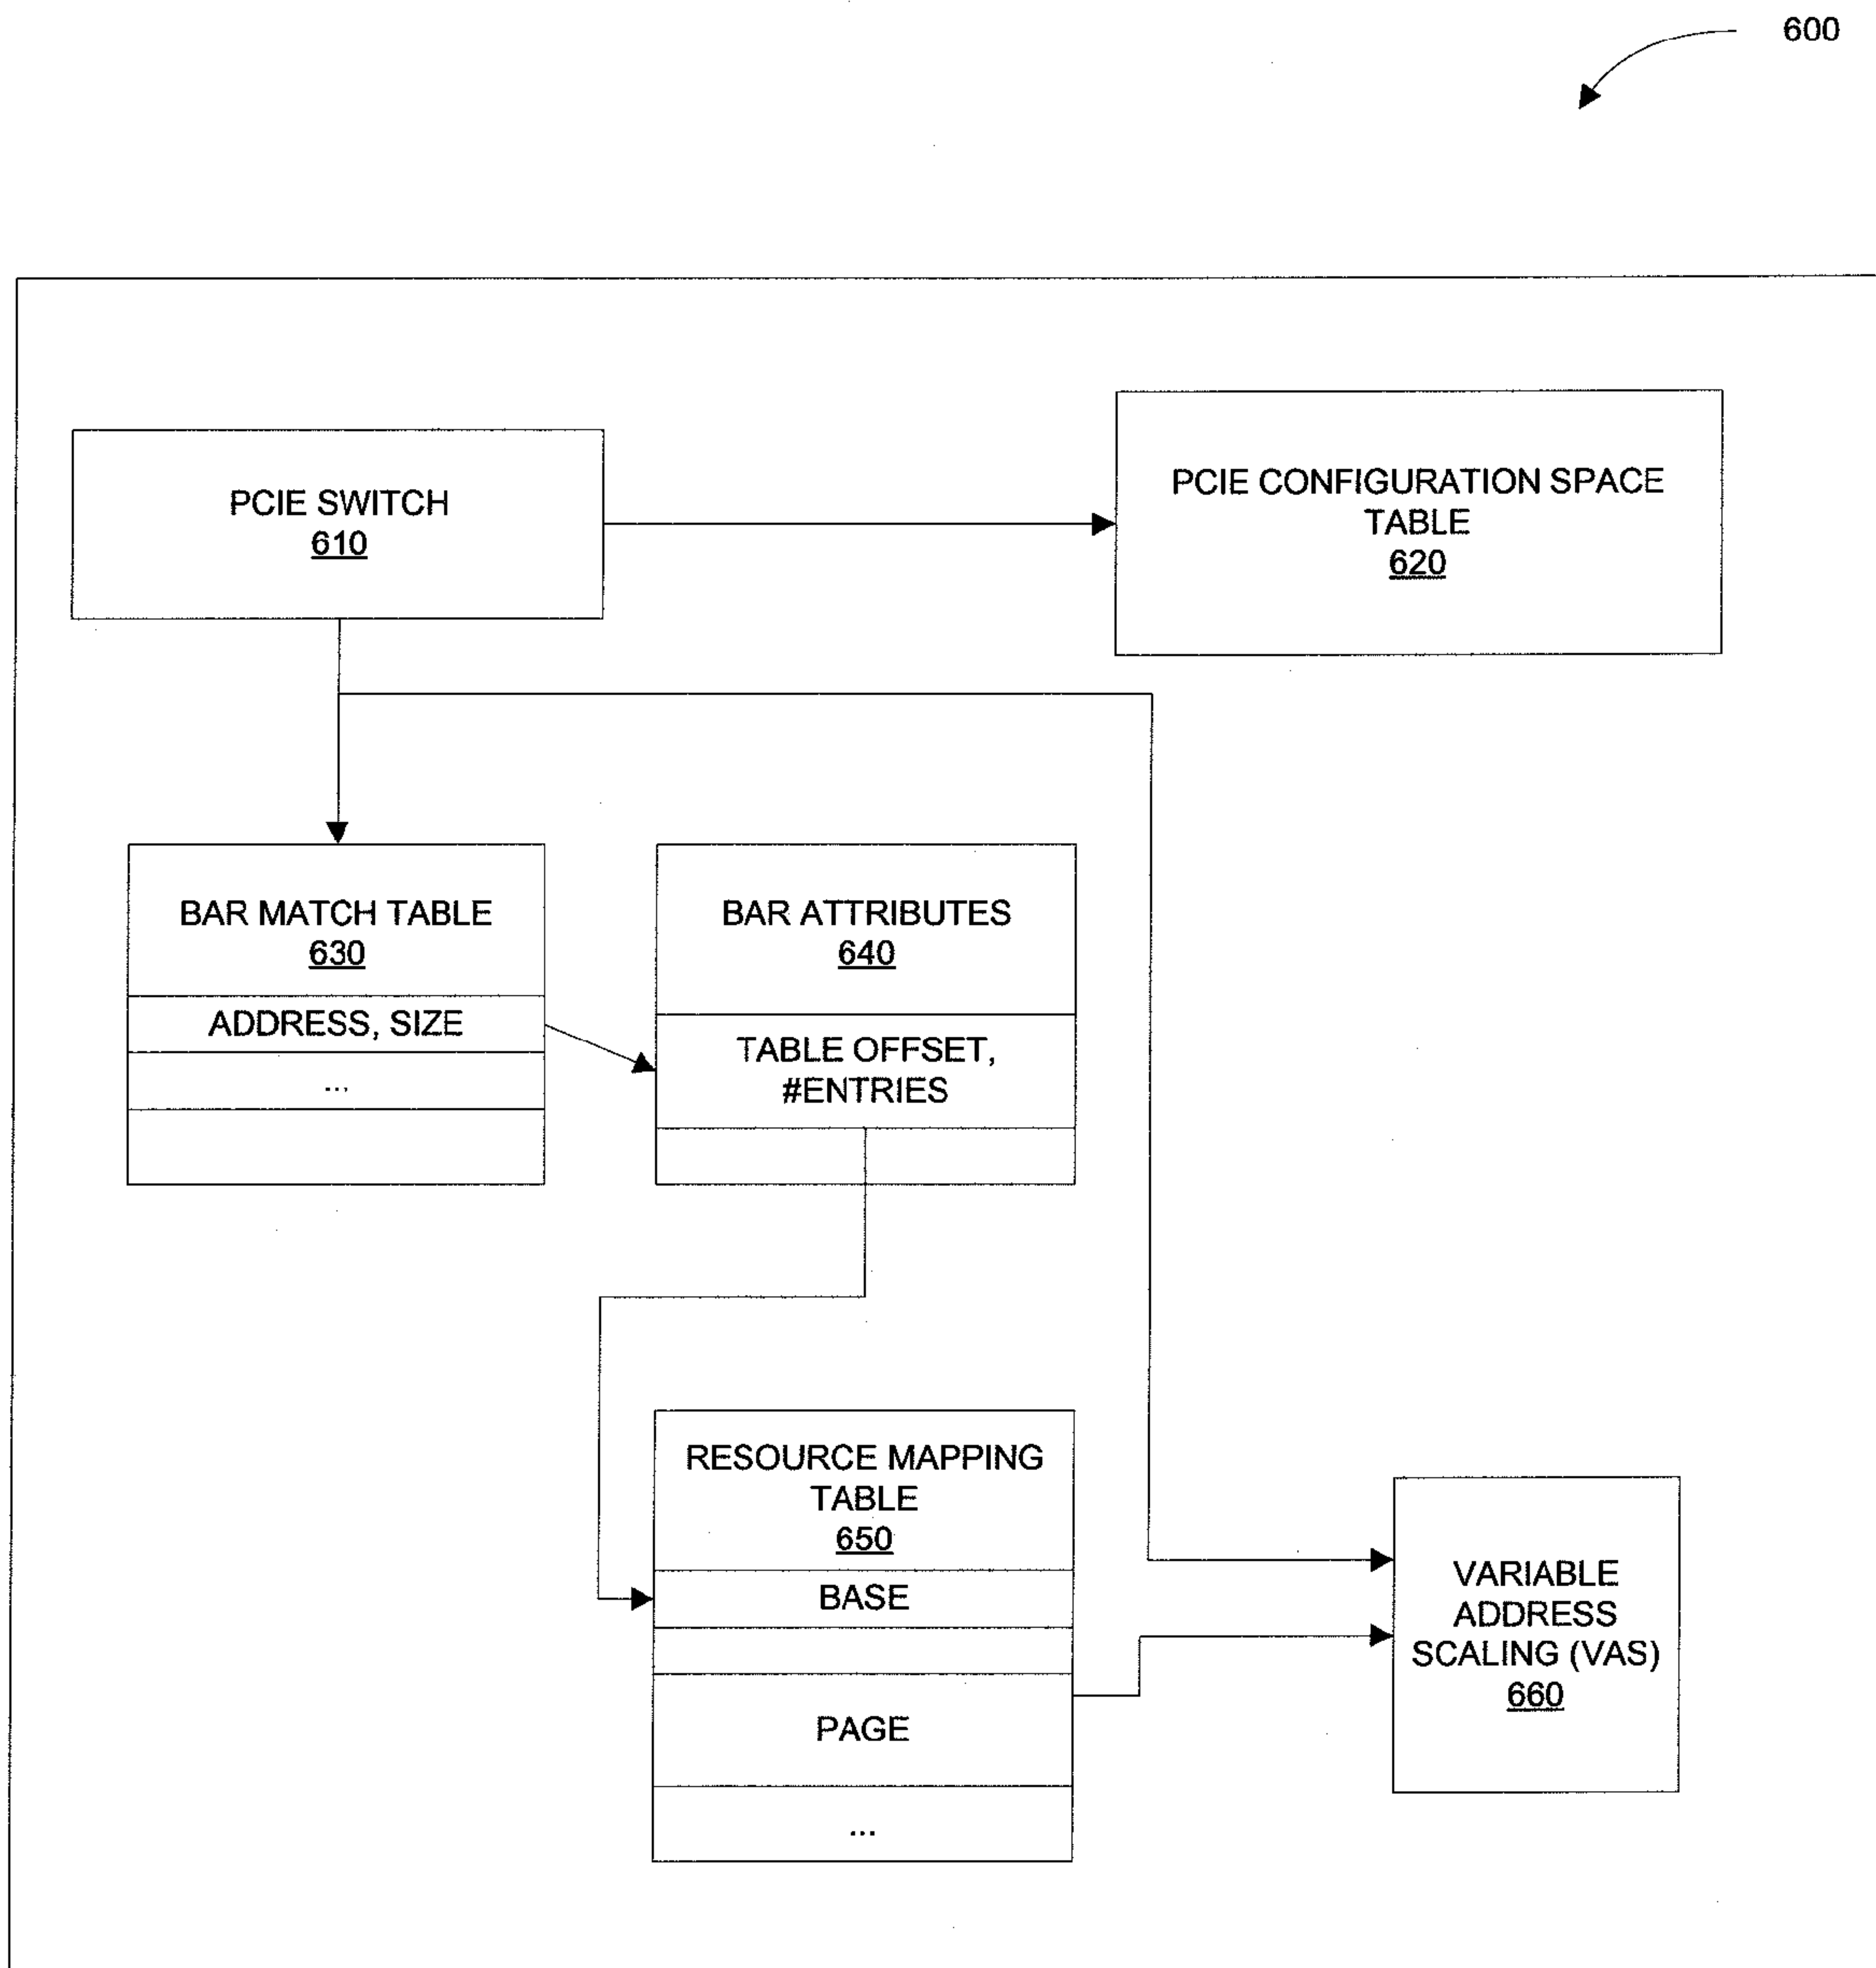 600
PCIE SWITCH
610
PCIE CONFIGURATION SPACE
TABLE
620
BAR MATCH TABLE
630
ADDRESS, SIZE
...
BAR ATTRIBUTES
640
TABLE OFFSET,
#ENTRIES
RESOURCE MAPPING
TABLE
650
BASE
PAGE
...
VARIABLE
ADDRESS
SCALING (VAS)
660